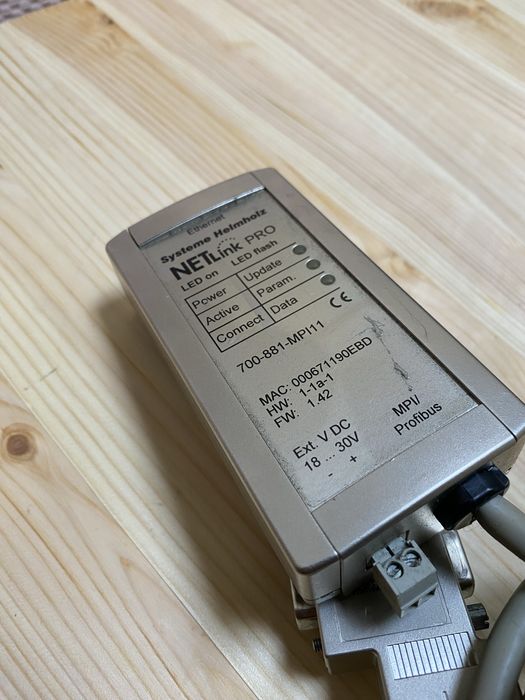 Ethernet
Systeme Helmholz
NETLink PRO
LED on LED flash
Power Update
Active Param.
Connect Data
CE
700-881-MPI11
MAC: 000671190EBD
HW: 1-1a-1
FW: 1.42
Ext. V DC
18 ... 30V
- +
MPI/
Profibus